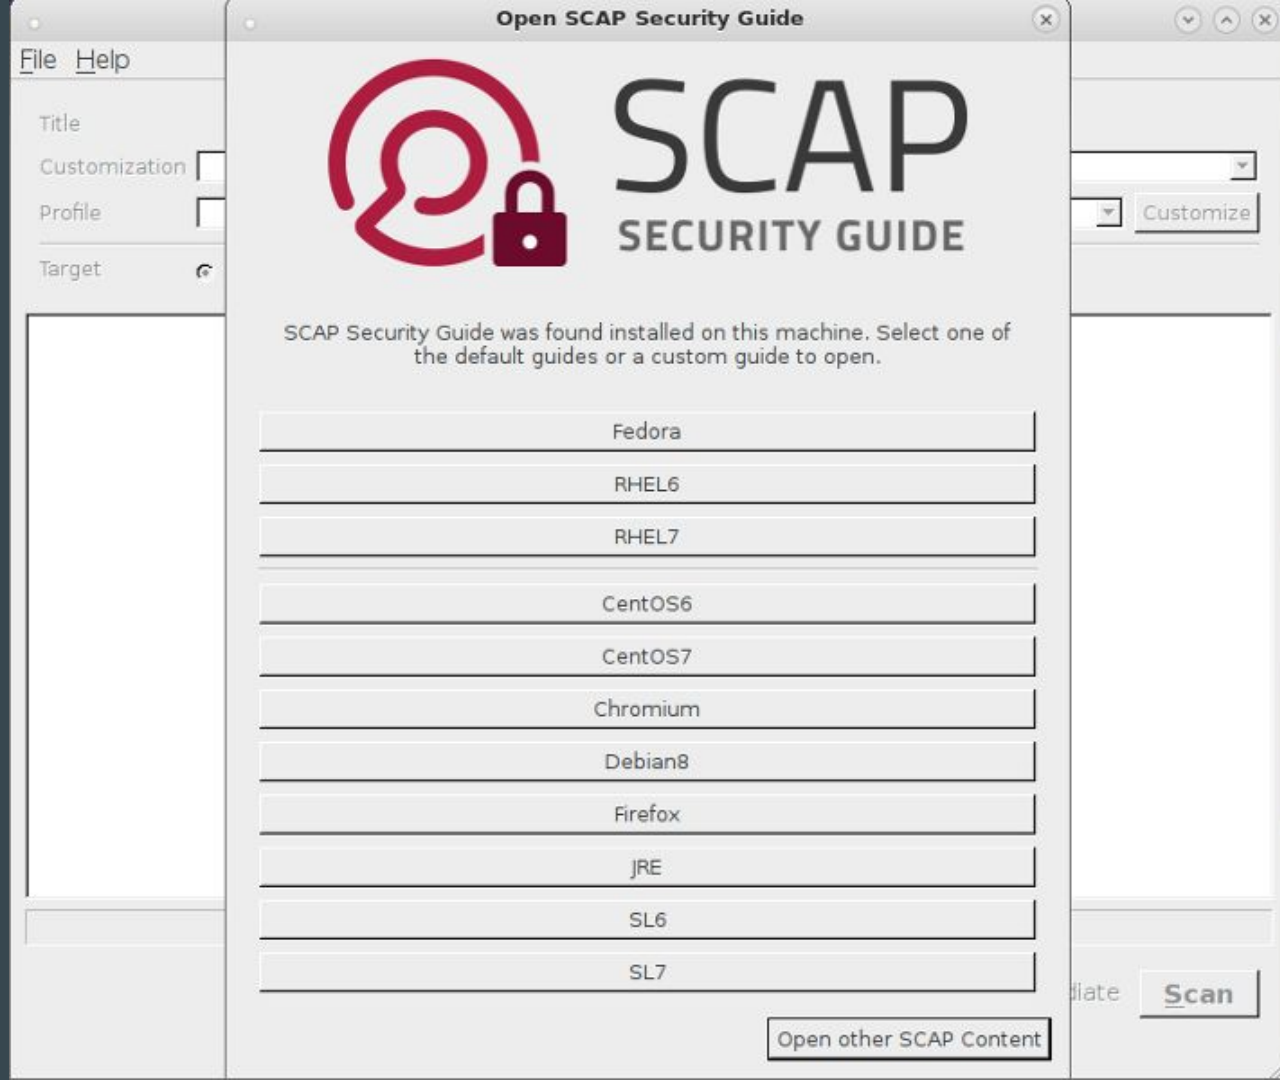 Open SCAP Security Guide
File Help
Title
Customization
Profile
Customize
Target
SCAP
SECURITY GUIDE
SCAP Security Guide was found installed on this machine. Select one of
the default guides or a custom guide to open.
Fedora
RHEL6
RHEL7
CentOS6
CentOS7
Chromium
Debian8
Firefox
JRE
SL6
SL7
Scan
Open other SCAP Content